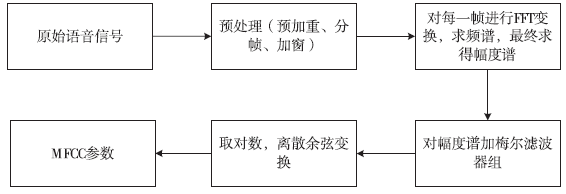 原始语音信号
预处理（预加重、分
帧、加窗）
对每一帧进行FFT变
换，求频谱，最终求
得幅度谱
MFCC参数
取对数，离散余弦变
换
对幅度谱加梅尔滤波
器组